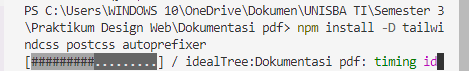 PS C:\Users\WINDOWS 10\OneDrive\Dokumen\UNISBA TI\Semester 3
\Praktikum Design Web\Dokumentasi pdf> npm install -D tailwi
ndcss postcss autoprefixer
[#########.........] / idealTree:Dokumentasi pdf: timing id